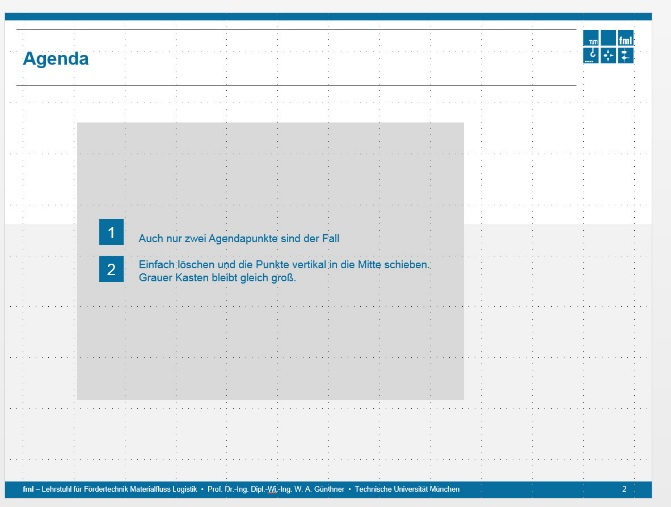 Agenda
TUM
fml
1
Auch nur zwei Agendapunkte sind der Fall
2
Einfach löschen und die Punkte vertikal in die Mitte schieben.
Grauer Kasten bleibt gleich groß.
fml – Lehrstuhl für Fördertechnik Materialfluss Logistik • Prof. Dr.-Ing. Dipl.-Wi.-Ing. W. A. Günthner • Technische Universität München
2